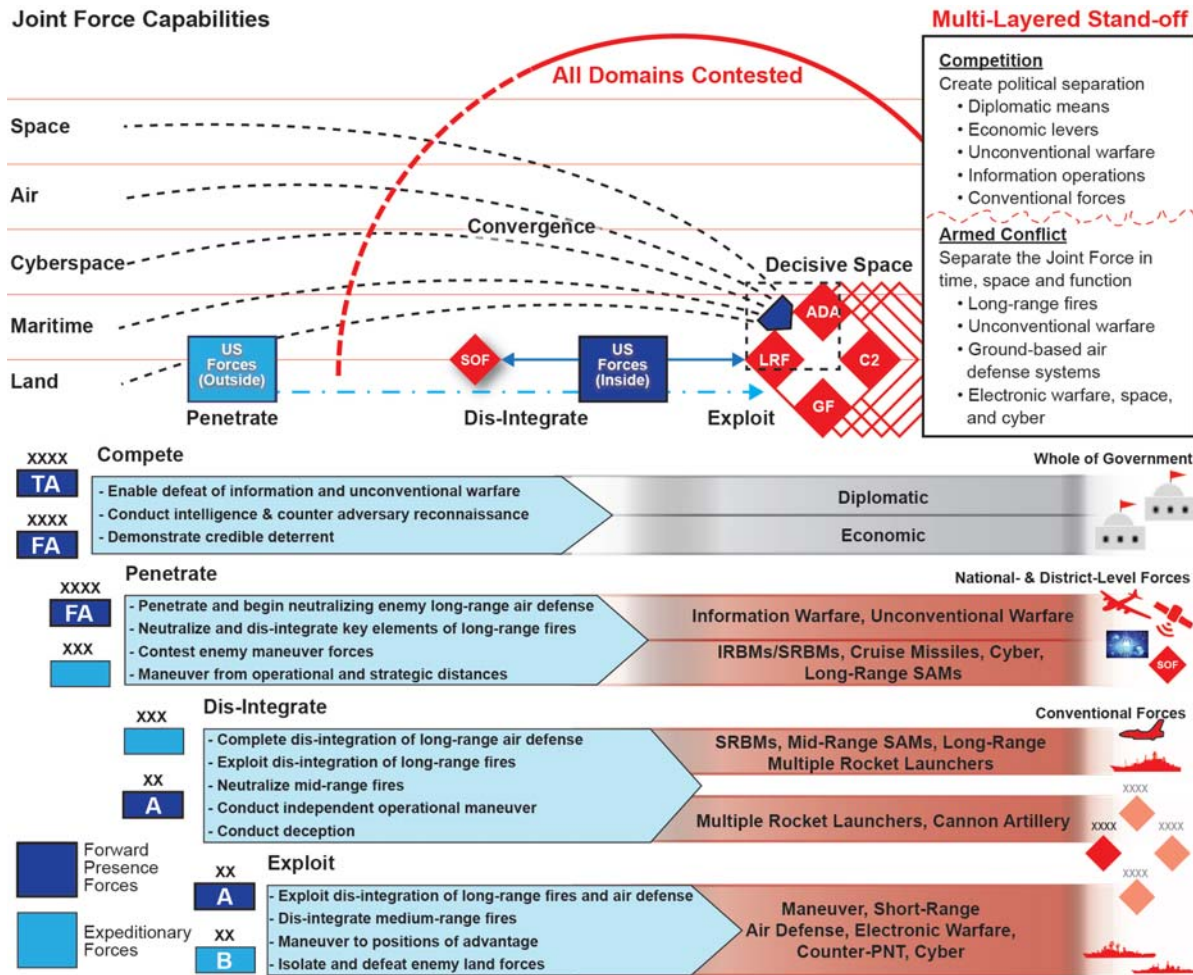 Joint Force Capabilities
Multi-Layered Stand-off
All Domains Contested
Space
Air
Convergence
Cyberspace
Decisive Space
Maritime
Land
US
Forces
(Outside)
SOF
US
Forces
(Inside)
ADA
LRF
C2
GF
Penetrate
Dis-Integrate
Exploit
Competition
Create political separation
• Diplomatic means
• Economic levers
• Unconventional warfare
• Information operations
• Conventional forces
Armed Conflict
Separate the Joint Force in
time, space and function
• Long-range fires
• Unconventional warfare
• Ground-based air
defense systems
• Electronic warfare, space,
and cyber
XXXX
TA
XXXX
FA
Compete
- Enable defeat of information and unconventional warfare
- Conduct intelligence & counter adversary reconnaissance
- Demonstrate credible deterrent
Diplomatic
Economic
Whole of Government
XXXX
FA
XXX
Penetrate
- Penetrate and begin neutralizing enemy long-range air defense
- Neutralize and dis-integrate key elements of long-range fires
- Contest enemy maneuver forces
- Maneuver from operational and strategic distances
Information Warfare, Unconventional Warfare
IRBMs/SRBMs, Cruise Missiles, Cyber,
Long-Range SAMs
National- & District-Level Forces
SOF
XXX
XX
A
Dis-Integrate
- Complete dis-integration of long-range air defense
- Exploit dis-integration of long-range fires
- Neutralize mid-range fires
- Conduct independent operational maneuver
- Conduct deception
SRBMs, Mid-Range SAMs, Long-Range
Multiple Rocket Launchers
Multiple Rocket Launchers, Cannon Artillery
Conventional Forces
XXXX
XXXX
XXXX
XXXX
Forward
Presence
Forces
Expeditionary
Forces
XX
A
XX
B
Exploit
- Exploit dis-integration of long-range fires and air defense
- Dis-integrate medium-range fires
- Maneuver to positions of advantage
- Isolate and defeat enemy land forces
Maneuver, Short-Range
Air Defense, Electronic Warfare,
Counter-PNT, Cyber